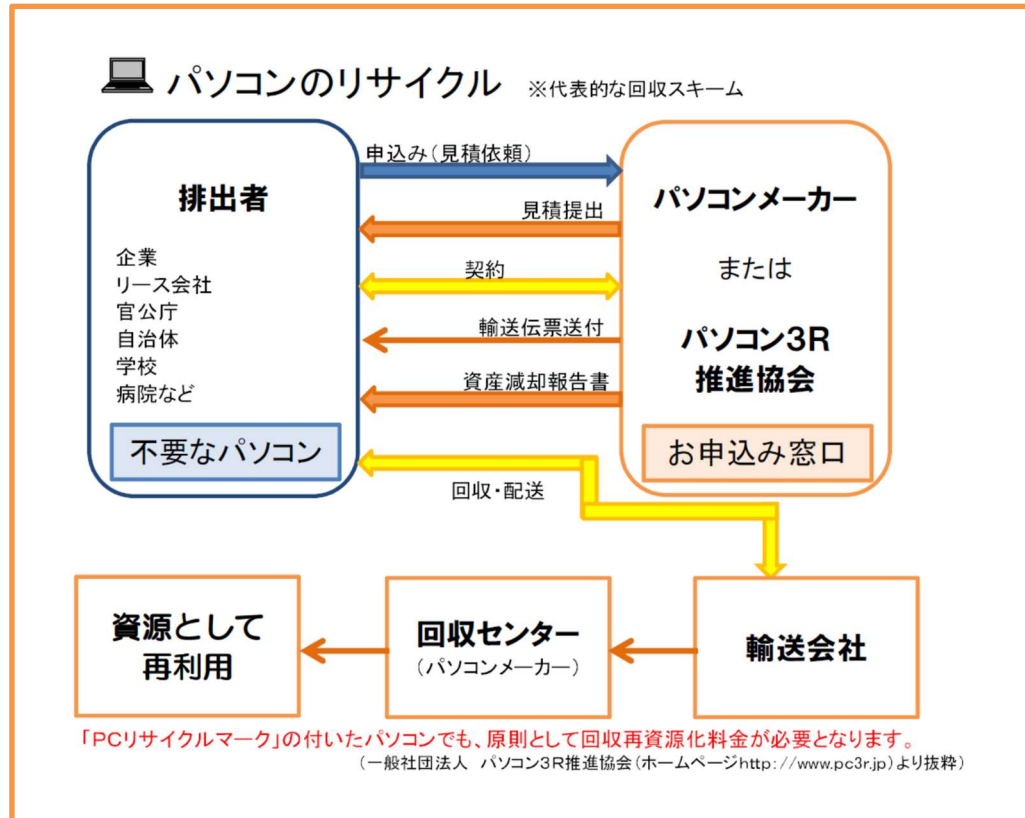 パソコンのリサイクル ※代表的な回収スキーム
排出者
企業
リース会社
官公庁
自治体
学校
病院など
不要なパソコン
申込み(見積依頼)
見積提出
契約
輸送伝票送付
資産減却報告書
回収・配送
パソコンメーカー
または
パソコン3R
推進協会
お申込み窓口
資源として
再利用
回収センター
(パソコンメーカー)
輸送会社
「PCリサイクルマーク」の付いたパソコンでも、原則として回収再資源化料金が必要となります。
(一般社団法人 パソコン3R推進協会(ホームページhttp://www.pc3r.jp)より抜粋)